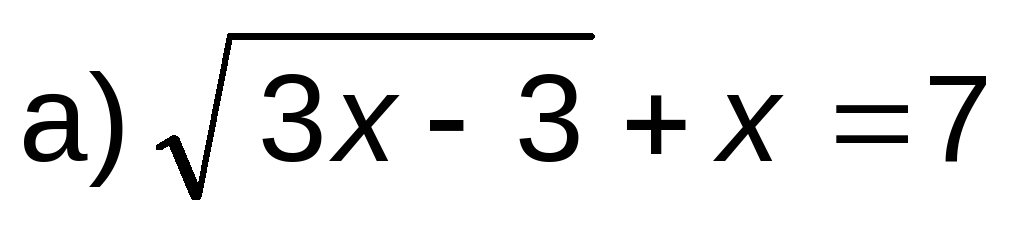 a) √3x - 3 + x = 7